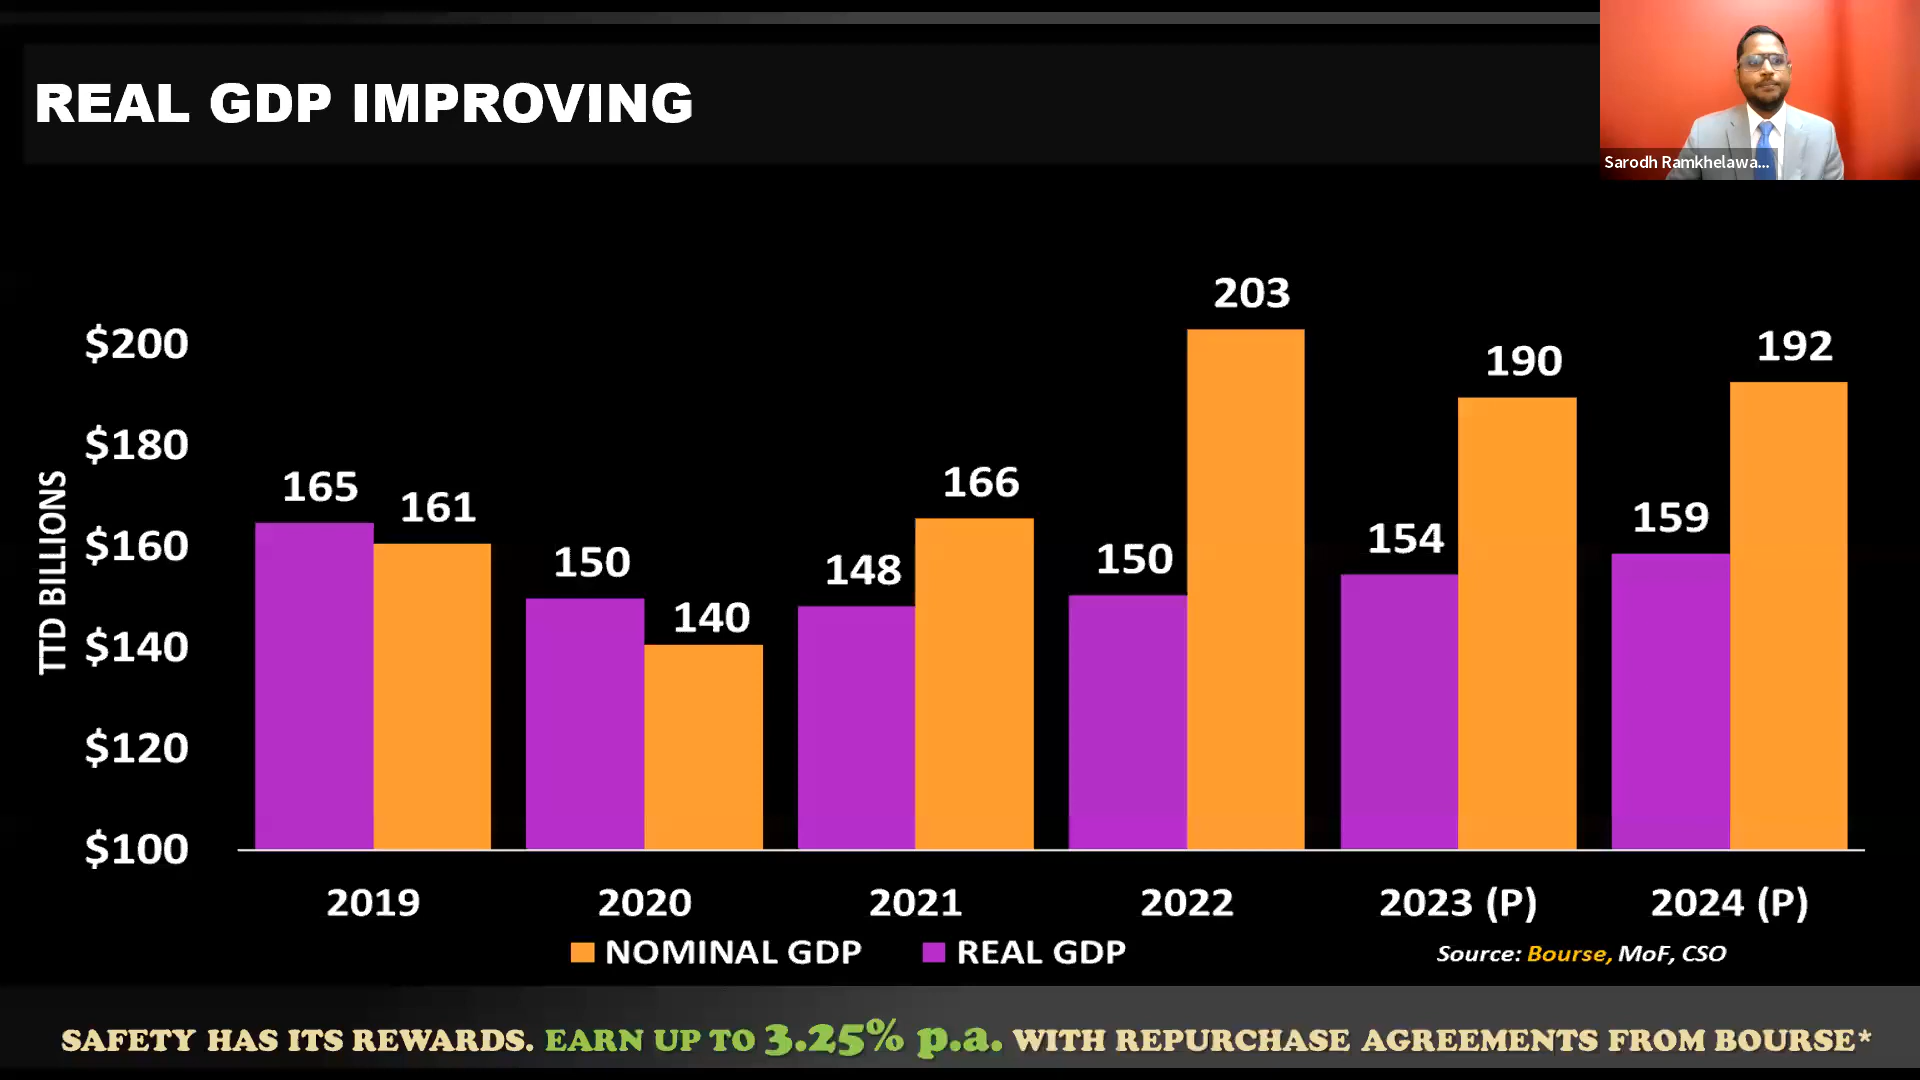 REAL GDP IMPROVING
Sarodh Ramkhelawa...
TTD BILLIONS
$200
$180
$160
$140
$120
$100
165
161
150
140
148
166
150
203
154
190
159
192
2019
2020
2021
2022
2023 (P)
2024 (P)
NOMINAL GDP
REAL GDP
Source: Bourse, MoF, CSO
SAFETY HAS ITS REWARDS. EARN UP TO 3.25% p.a. WITH REPURCHASE AGREEMENTS FROM BOURSE*